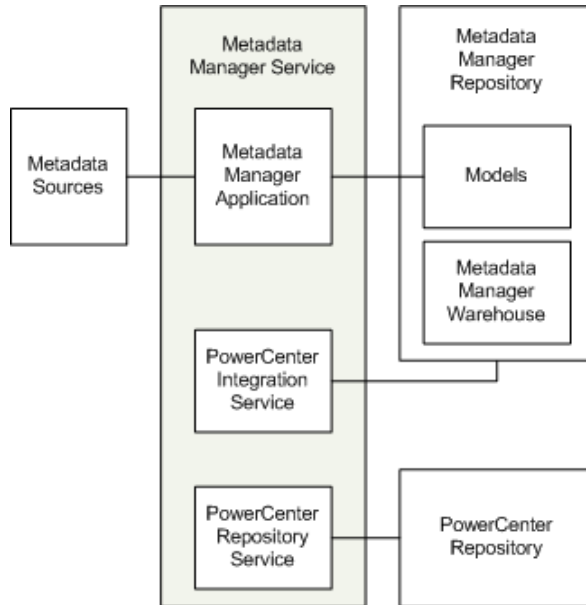 Metadata
Manager Service
Metadata
Manager
Repository
Metadata
Sources
Metadata
Manager
Application
Models
Metadata
Manager
Warehouse
PowerCenter
Integration
Service
PowerCenter
Repository
Service
PowerCenter
Repository